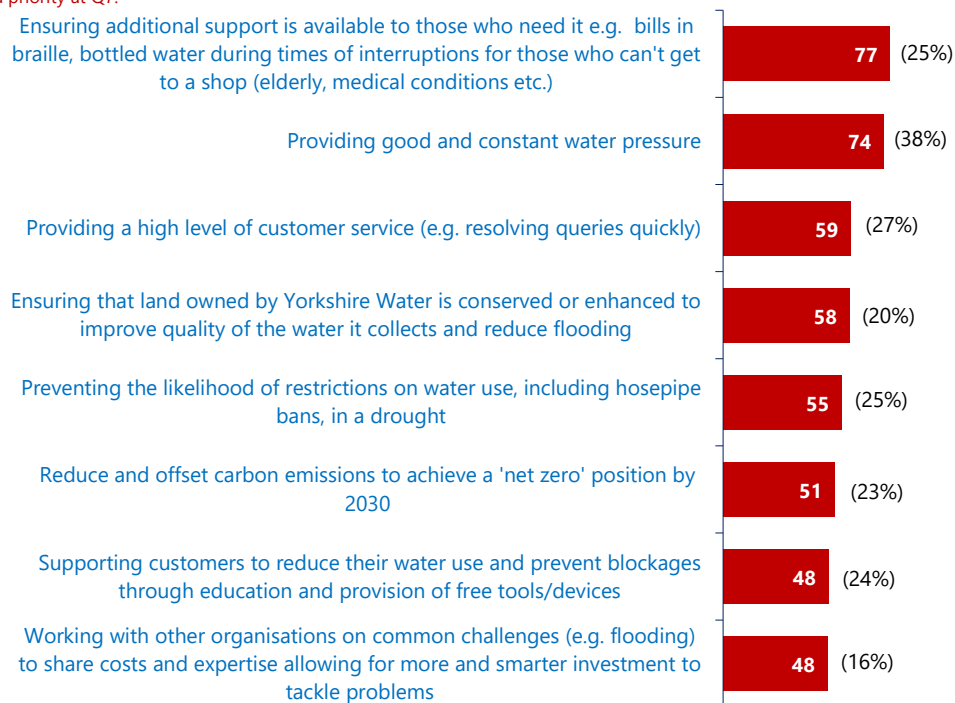 priority at Q7.
Ensuring additional support is available to those who need it e.g. bills in
braille, bottled water during times of interruptions for those who can't get
to a shop (elderly, medical conditions etc.)
77 (25%)
Providing good and constant water pressure
74 (38%)
Providing a high level of customer service (e.g. resolving queries quickly)
59 (27%)
Ensuring that land owned by Yorkshire Water is conserved or enhanced to
improve quality of the water it collects and reduce flooding
58 (20%)
Preventing the likelihood of restrictions on water use, including hosepipe
bans, in a drought
55 (25%)
Reduce and offset carbon emissions to achieve a 'net zero' position by
2030
51 (23%)
Supporting customers to reduce their water use and prevent blockages
through education and provision of free tools/devices
48 (24%)
Working with other organisations on common challenges (e.g. flooding)
to share costs and expertise allowing for more and smarter investment to
tackle problems
48 (16%)